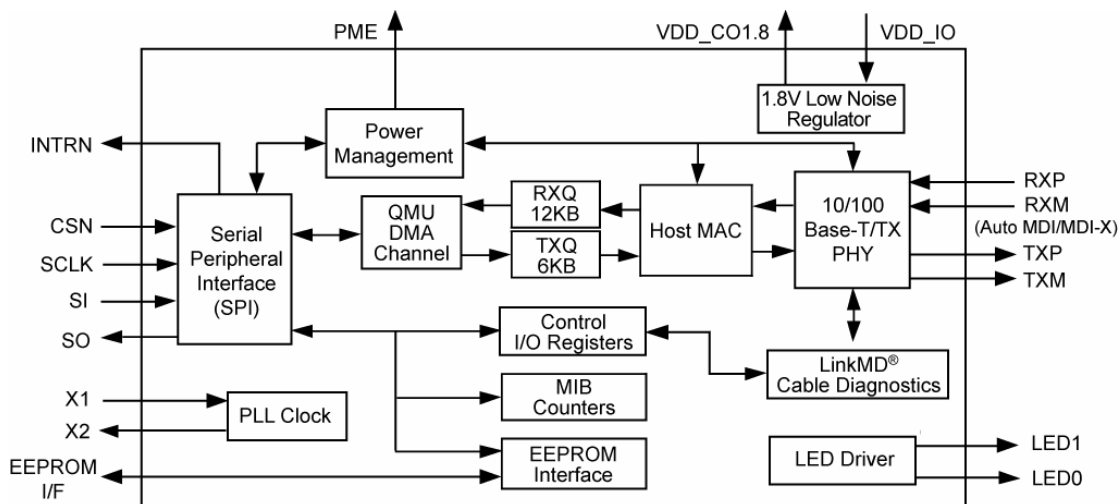 PME
VDD_CO1.8
VDD_IO
1.8V Low Noise
Regulator
Power
Management
INTRN
CSN
SCLK
SI
SO
Serial
Peripheral
Interface
(SPI)
QMU
DMA
Channel
RXQ
12KB
TXQ
6KB
Host MAC
10/100
Base-T/TX
PHY
RXP
RXM
(Auto MDI/MDI-X)
TXP
TXM
Control
I/O Registers
LinkMD®
Cable Diagnostics
MIB
Counters
X1
X2
PLL Clock
EEPROM
I/F
EEPROM
Interface
LED Driver
LED1
LED0